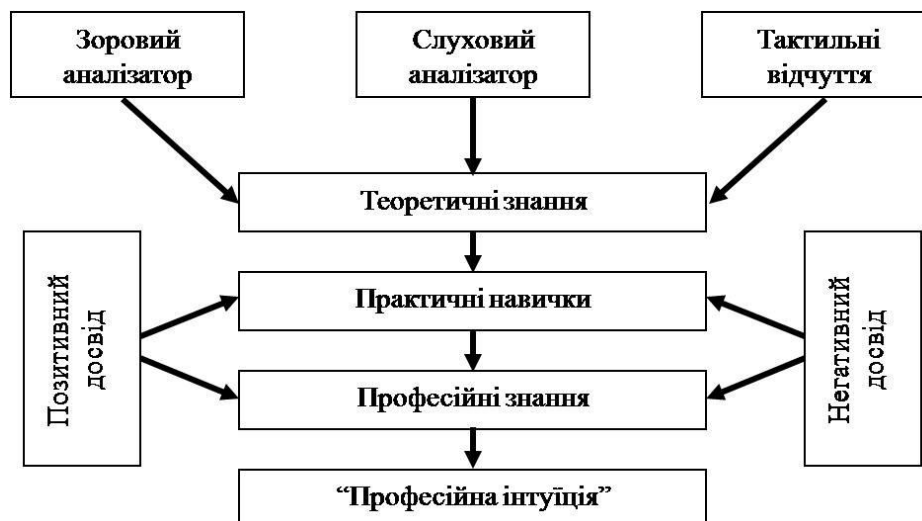 Зоровий
аналізатор
Слуховий
аналізатор
Тактильні
відчуття
Теоретичні знання
Позитивний
досвід
Практичні навички
Негативний
досвід
Професійні знання
“Професійна інтуїція”